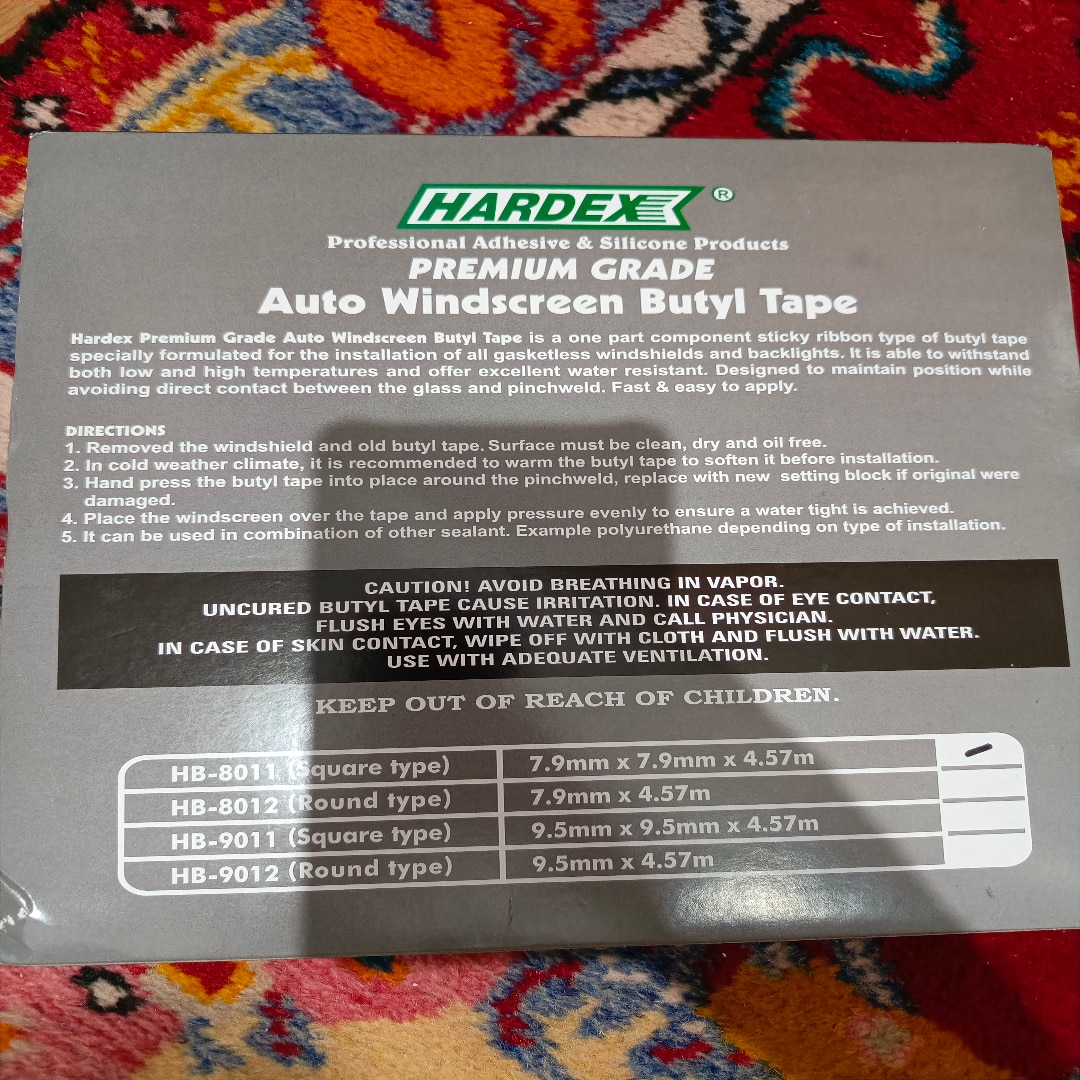 HARDEX ®
Professional Adhesive & Silicone Products
PREMIUM GRADE
Auto Windscreen Butyl Tape
Hardex Premium Grade Auto Windscreen Butyl Tape is a one part component sticky ribbon type of butyl tape
specially formulated for the installation of all gasketless windshields and backlights. It is able to withstand
both low and high temperatures and offer excellent water resistant. Designed to maintain position while
avoiding direct contact between the glass and pinchweld. Fast & easy to apply.
DIRECTIONS
1. Removed the windshield and old butyl tape. Surface must be clean, dry and oil free.
2. In cold weather climate, it is recommended to warm the butyl tape to soften it before installation.
3. Hand press the butyl tape into place around the pinchweld, replace with new setting block if original were
damaged.
4. Place the windscreen over the tape and apply pressure evenly to ensure a water tight is achieved.
5. It can be used in combination of other sealant. Example polyurethane depending on type of installation.
CAUTION! AVOID BREATHING IN VAPOR.
UNCURED BUTYL TAPE CAUSE IRRITATION. IN CASE OF EYE CONTACT,
FLUSH EYES WITH WATER AND CALL PHYSICIAN.
IN CASE OF SKIN CONTACT, WIPE OFF WITH CLOTH AND FLUSH WITH WATER.
USE WITH ADEQUATE VENTILATION.
KEEP OUT OF REACH OF CHILDREN.
HB-8011 (Square type) 7.9mm x 7.9mm x 4.57m
HB-8012 (Round type) 7.9mm x 4.57m
HB-9011 (Square type) 9.5mm x 9.5mm x 4.57m
HB-9012 (Round type) 9.5mm x 4.57m